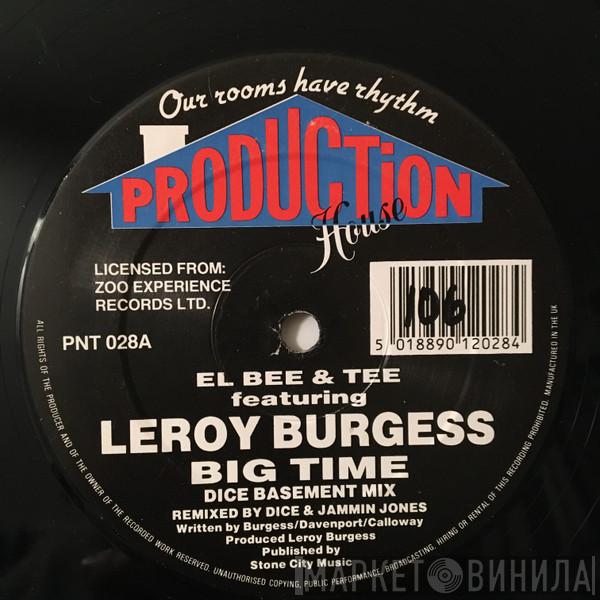 Our rooms have rhythm
PRODUCTiON
House
LICENSED FROM:
ZOO EXPERIENCE
RECORDS LTD.
PNT 028A
106
5 018890 120284
EL BEE & TEE
featuring
LEROY BURGESS
BIG TIME
DICE BASEMENT MIX
REMIXED BY DICE & JAMMIN JONES
Written by Burgess/Davenport/Calloway
Produced Leroy Burgess
Published by
Stone City Music
ALL RIGHTS OF THE PRODUCER AND OF THE OWNER OF THE RECORDED WORK RESERVED. UNAUTHORISED COPYING, PUBLIC PERFORMANCE, BROADCASTING, HIRING OR RENTAL OF THIS RECORDING PROHIBITED. MANUFACTURED IN THE UK
МАРКЕТОВИНИЛА